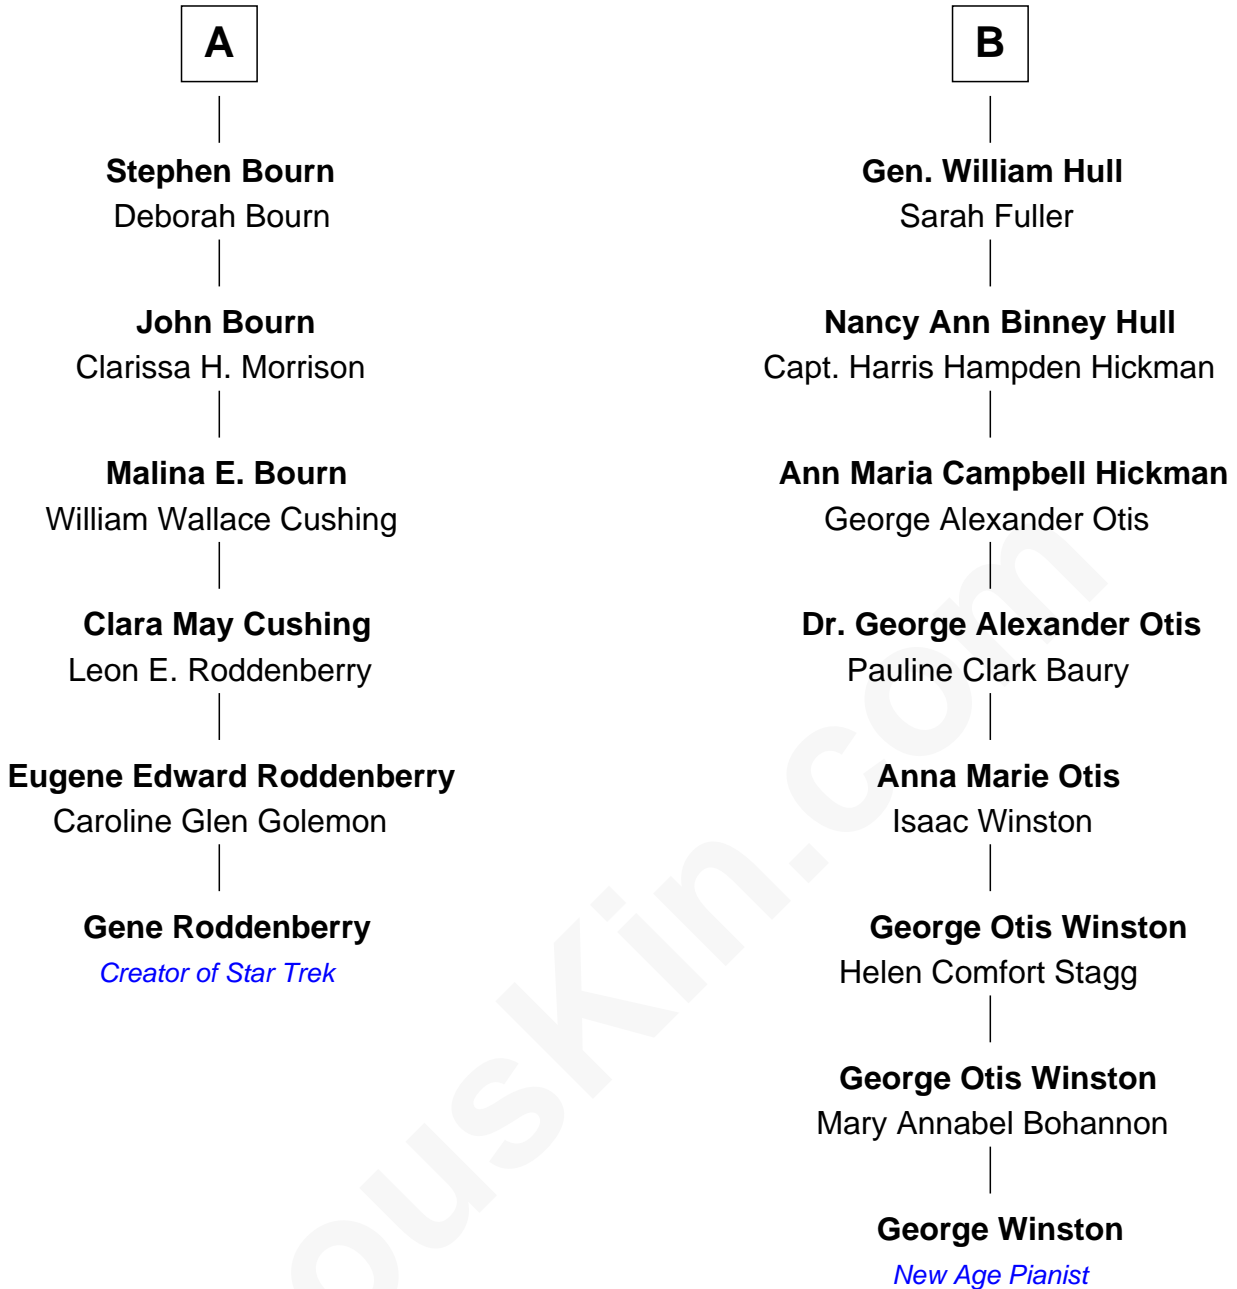 A
Stephen Bourn
Deborah Bourn
John Bourn
Clarissa H. Morrison
Malina E. Bourn
William Wallace Cushing
Clara May Cushing
Leon E. Roddenberry
Eugene Edward Roddenberry
Caroline Glen Golemon
Gene Roddenberry
Creator of Star Trek
B
Gen. William Hull
Sarah Fuller
Nancy Ann Binney Hull
Capt. Harris Hampden Hickman
Ann Maria Campbell Hickman
George Alexander Otis
Dr. George Alexander Otis
Pauline Clark Baury
Anna Marie Otis
Isaac Winston
George Otis Winston
Helen Comfort Stagg
George Otis Winston
Mary Annabel Bohannon
George Winston
New Age Pianist
ousKin.com